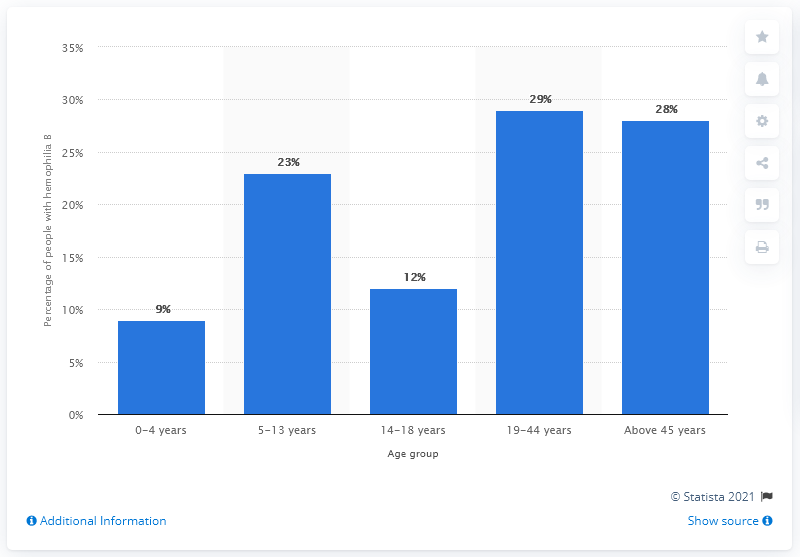 35%
30%
25%
20%
15%
10%
5%
0%
Percentage of people with hemophilia B
9%
23%
12%
29%
28%
0-4 years
5-13 years
14-18 years
19-44 years
Above 45 years
Age group
© Statista 2021
Additional Information
Show source